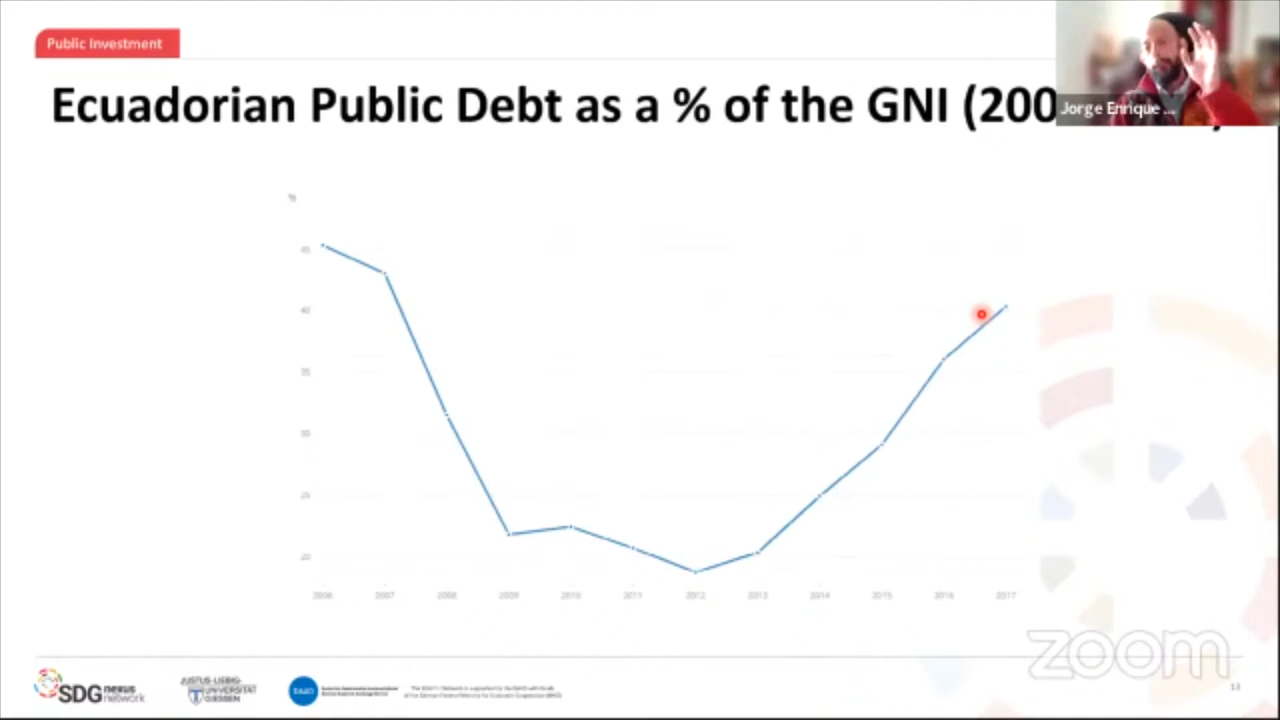 Public Investment
Ecuadorian Public Debt as a % of the GNI (200
Jorge Enrique ...
%
45
40
35
30
25
20
2006 2007 2008 2009 2010 2011 2012 2013 2014 2015 2016 2017
zoom
SDG nexus network
JUSTUS-LIEBIG-
UNIVERSITÄT
GIESSEN
DAAD
13